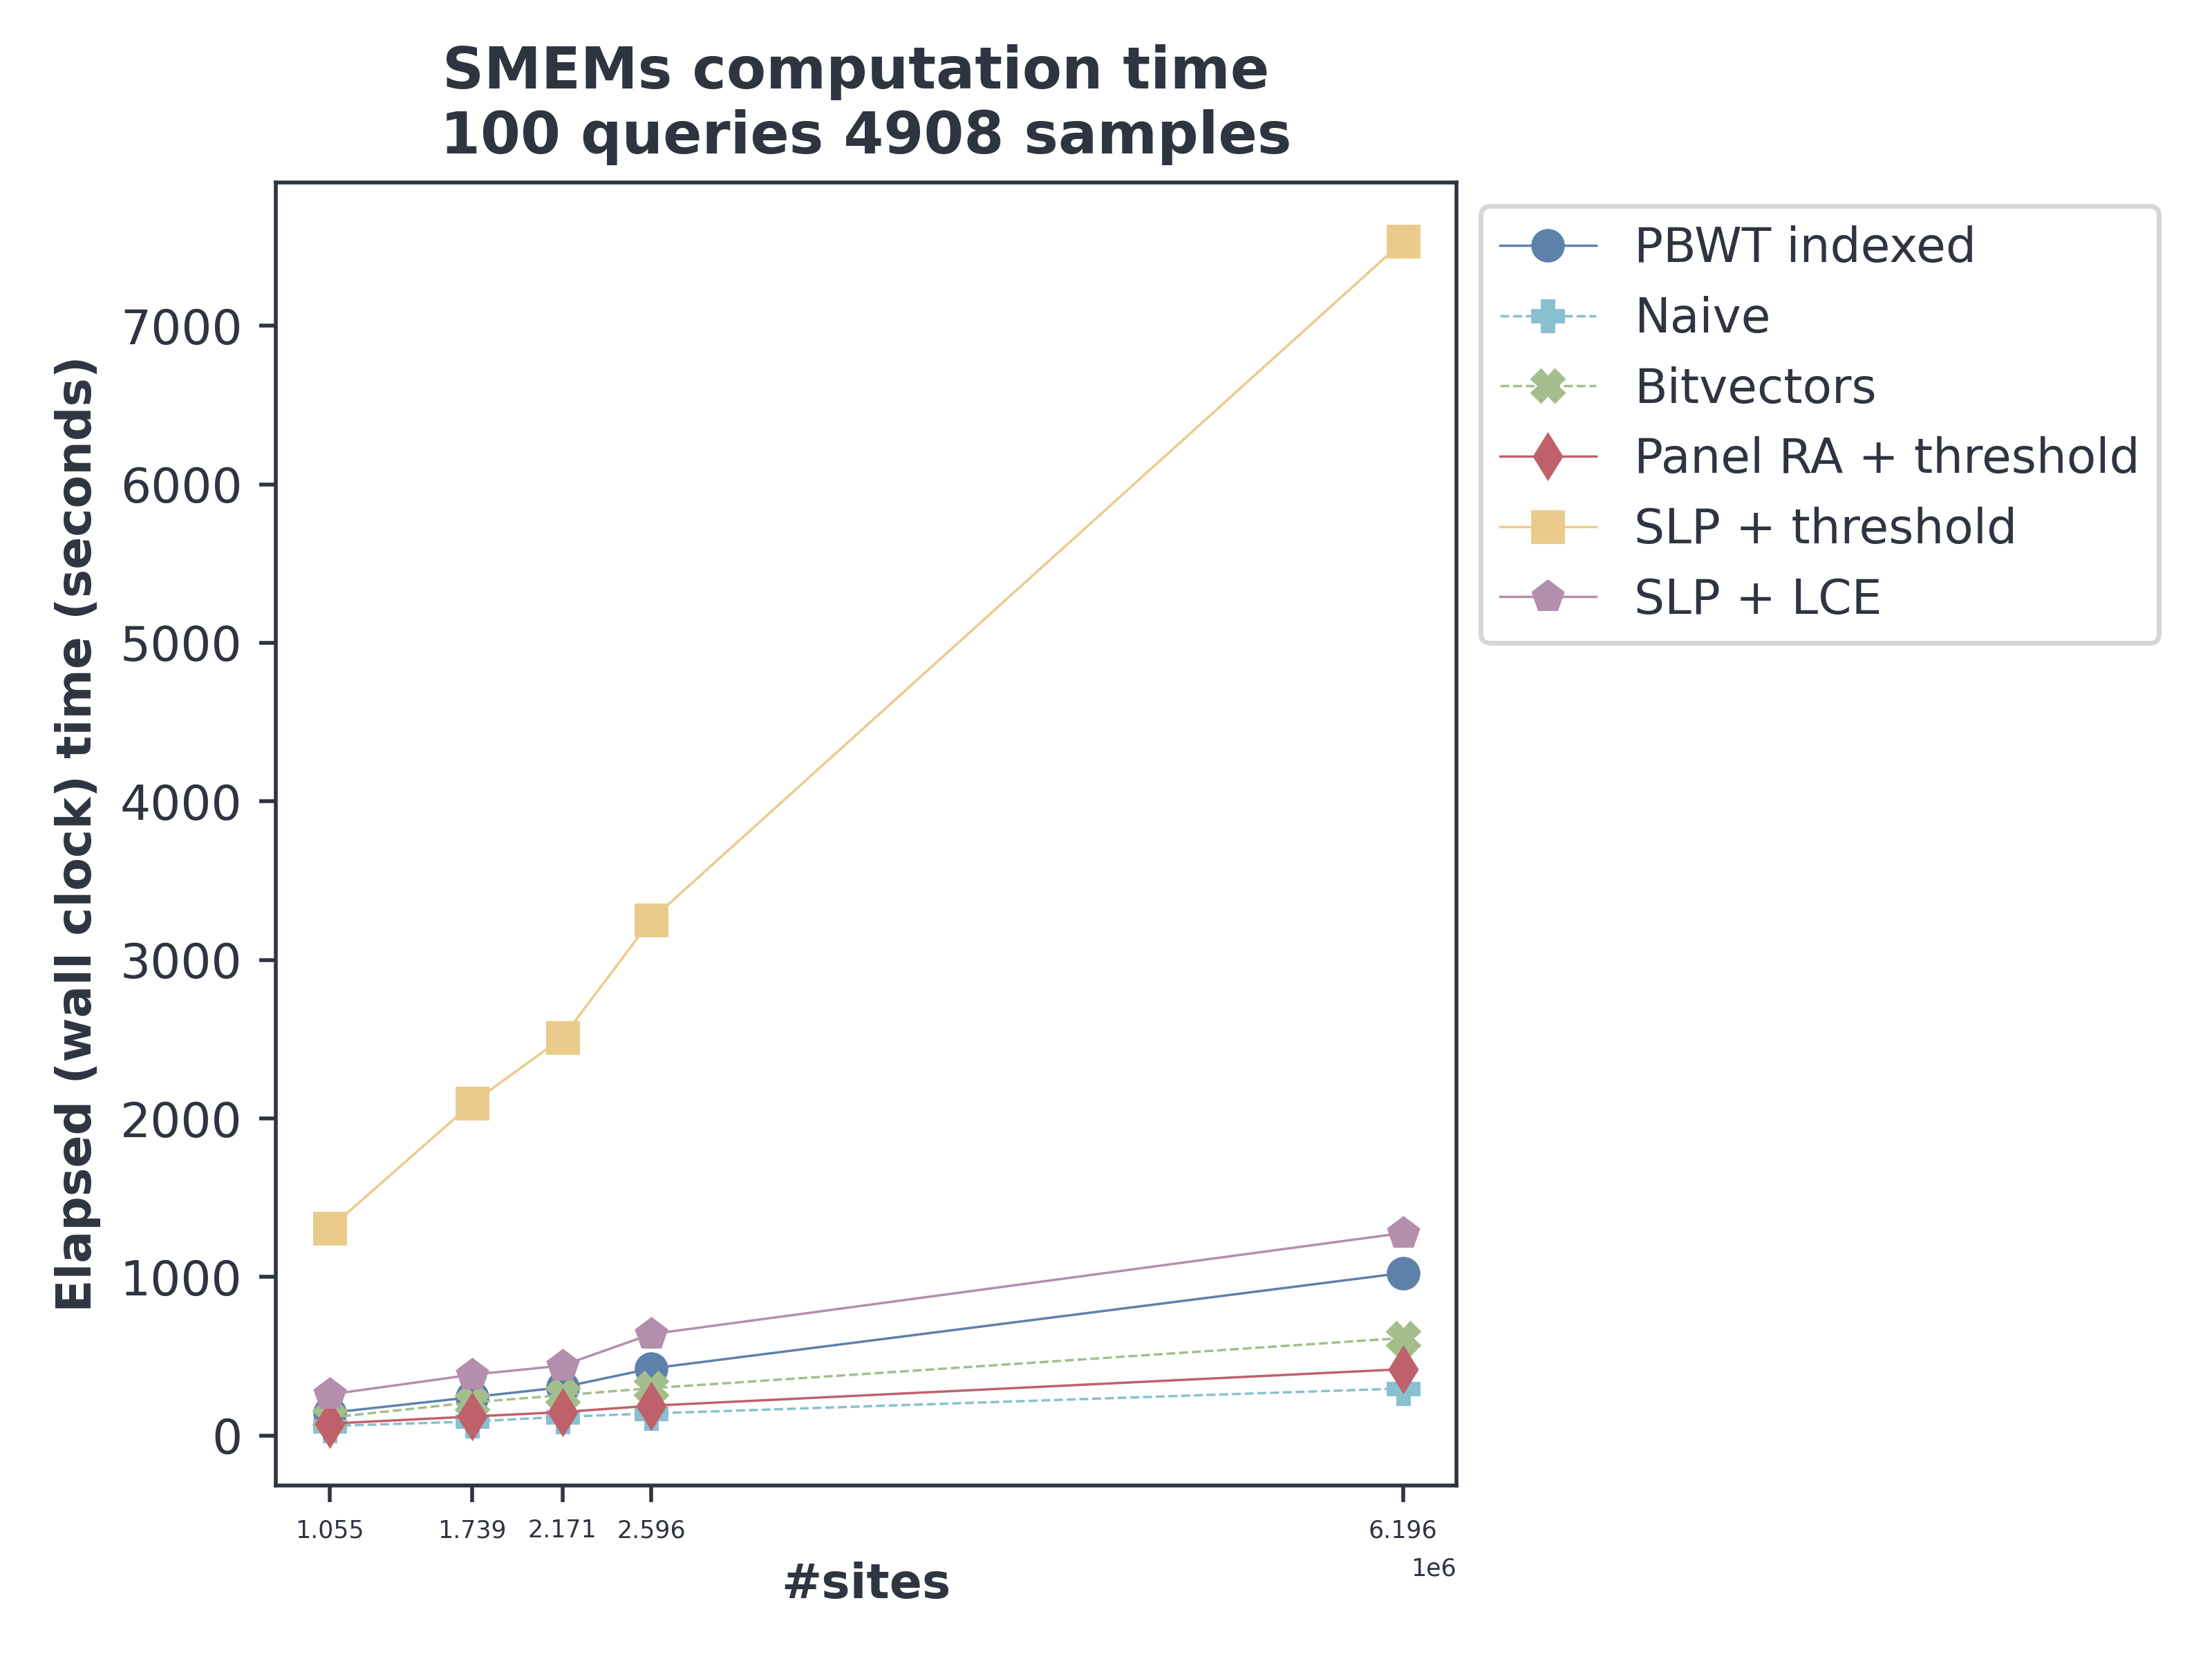 SMEMs computation time
100 queries 4908 samples
Elapsed (wall clock) time (seconds)
7000
6000
5000
4000
3000
2000
1000
0
1.055 1.739 2.171 2.596 6.196
1e6
#sites
PBWT indexed
Naive
Bitvectors
Panel RA + threshold
SLP + threshold
SLP + LCE